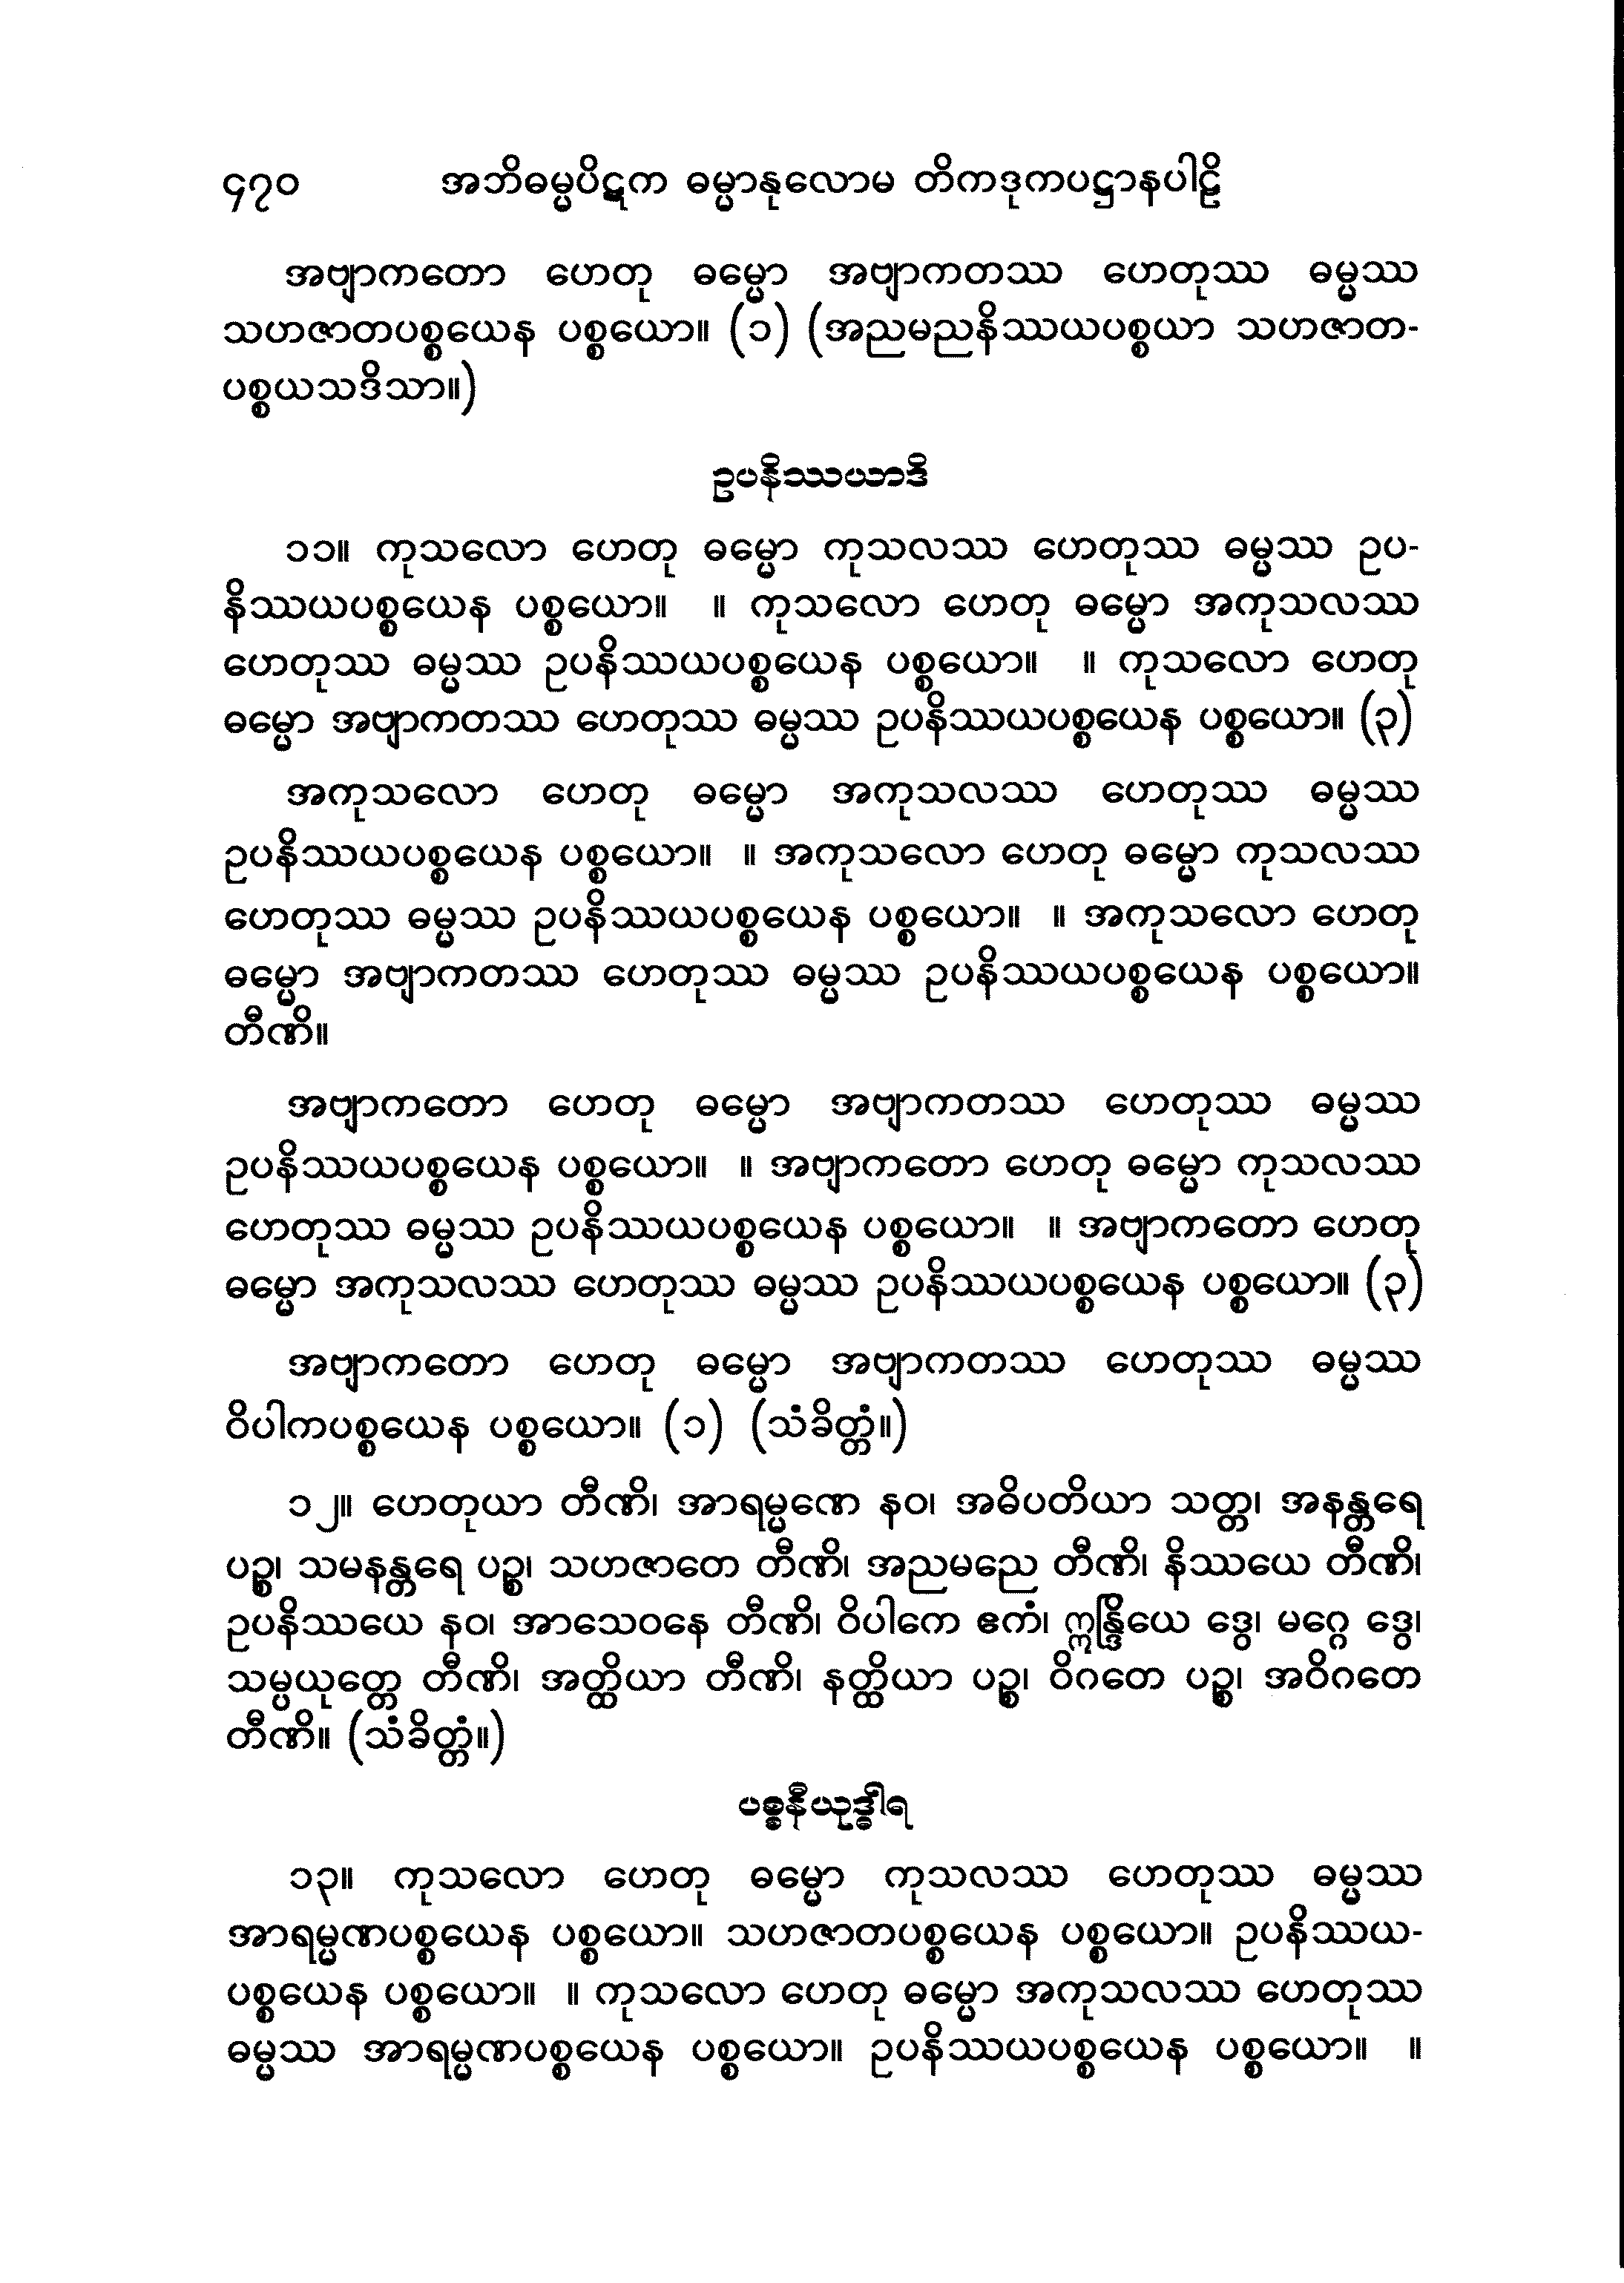 ၄၇၀ အဘိဓမ္မပိဋက ဓမ္မာနုလောမ တိကဒုကပဋ္ဌာနပါဠိ
အဗျာကတော ဟေတု ဓမ္မော အဗျာကတဿ ဟေတုဿ ဓမ္မဿ
သဟဇာတပစ္စယေန ပစ္စယော။ (၁) (အညမညနိဿယပစ္စယာ သဟဇာတ-
ပစ္စယသဒိသာ။)
ဥပနိဿယာဒိ
၁၁။ ကုသလော ဟေတု ဓမ္မော ကုသလဿ ဟေတုဿ ဓမ္မဿ ဥပ-
နိဿယပစ္စယေန ပစ္စယော။ ။ ကုသလော ဟေတု ဓမ္မော အကုသလဿ
ဟေတုဿ ဓမ္မဿ ဥပနိဿယပစ္စယေန ပစ္စယော။ ။ ကုသလော ဟေတု
ဓမ္မော အဗျာကတဿ ဟေတုဿ ဓမ္မဿ ဥပနိဿယပစ္စယေန ပစ္စယော။ (၃)
အကုသလော ဟေတု ဓမ္မော အကုသလဿ ဟေတုဿ ဓမ္မဿ
ဥပနိဿယပစ္စယေန ပစ္စယော။ ။ အကုသလော ဟေတု ဓမ္မော ကုသလဿ
ဟေတုဿ ဓမ္မဿ ဥပနိဿယပစ္စယေန ပစ္စယော။ ။ အကုသလော ဟေတု
ဓမ္မော အဗျာကတဿ ဟေတုဿ ဓမ္မဿ ဥပနိဿယပစ္စယေန ပစ္စယော။
တီဏိ။
အဗျာကတော ဟေတု ဓမ္မော အဗျာကတဿ ဟေတုဿ ဓမ္မဿ
ဥပနိဿယပစ္စယေန ပစ္စယော။ ။ အဗျာကတော ဟေတု ဓမ္မော ကုသလဿ
ဟေတုဿ ဓမ္မဿ ဥပနိဿယပစ္စယေန ပစ္စယော။ ။ အဗျာကတော ဟေတု
ဓမ္မော အကုသလဿ ဟေတုဿ ဓမ္မဿ ဥပနိဿယပစ္စယေန ပစ္စယော။ (၃)
အဗျာကတော ဟေတု ဓမ္မော အဗျာကတဿ ဟေတုဿ ဓမ္မဿ
ဝိပါကပစ္စယေန ပစ္စယော။ (၁) (သံခိတ္တံ။)
၁၂။ ဟေတုယာ တီဏိ၊ အာရမ္မဏေ နဝ၊ အဓိပတိယာ သတ္တ၊ အနန္တရေ
ပဉ္စ၊ သမနန္တရေ ပဉ္စ၊ သဟဇာတေ တီဏိ၊ အညမညေ တီဏိ၊ နိဿယေ တီဏိ၊
ဥပနိဿယေ နဝ၊ အာသေဝနေ တီဏိ၊ ဝိပါကေ ဧကံ၊ ဣန္ဒြိယေ ဒွေ၊ မဂ္ဂေ ဒွေ၊
သမ္ပယုတ္တေ တီဏိ၊ အတ္ထိယာ တီဏိ၊ နတ္ထိယာ ပဉ္စ၊ ဝိဂတေ ပဉ္စ၊ အဝိဂတေ
တီဏိ။ (သံခိတ္တံ။)
ပစ္စနီယုဒ္ဓါရ
၁၃။ ကုသလော ဟေတု ဓမ္မော ကုသလဿ ဟေတုဿ ဓမ္မဿ
အာရမ္မဏပစ္စယေန ပစ္စယော။ သဟဇာတပစ္စယေန ပစ္စယော။ ဥပနိဿယ-
ပစ္စယေန ပစ္စယော။ ။ ကုသလော ဟေတု ဓမ္မော အကုသလဿ ဟေတုဿ
ဓမ္မဿ အာရမ္မဏပစ္စယေန ပစ္စယော။ ဥပနိဿယပစ္စယေန ပစ္စယော။ ။